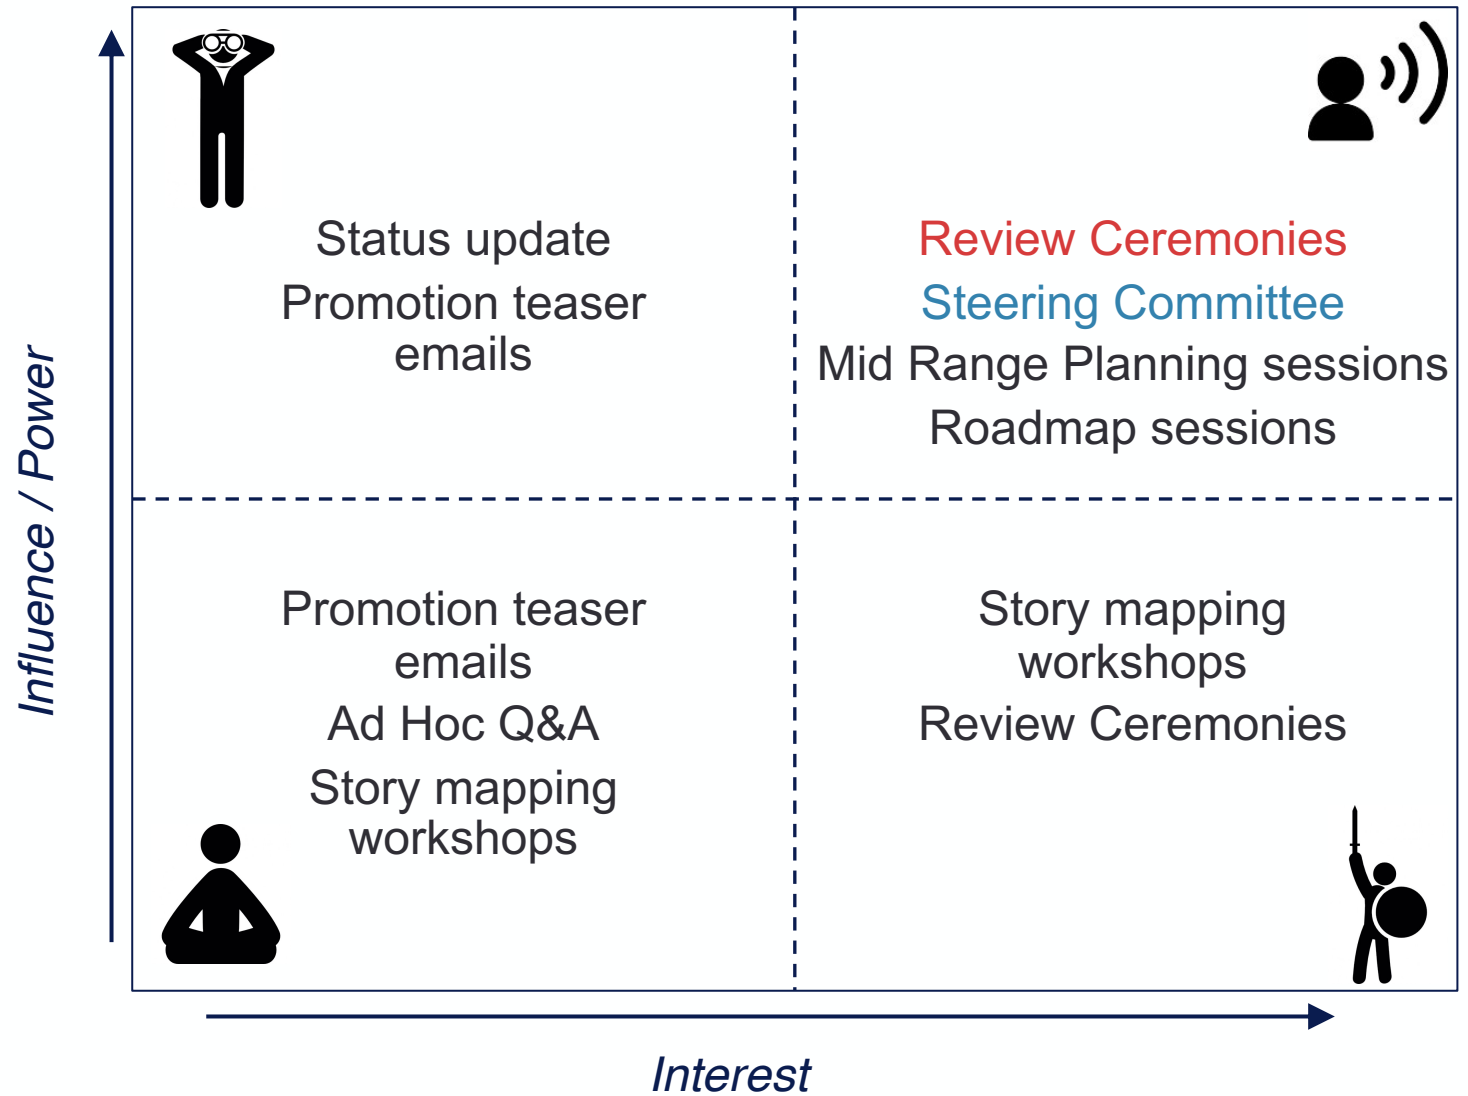 Status update
Promotion teaser
emails
Review Ceremonies
Steering Committee
Mid Range Planning sessions
Roadmap sessions
Influence / Power
Promotion teaser
emails
Ad Hoc Q&A
Story mapping
workshops
Story mapping
workshops
Review Ceremonies
Interest